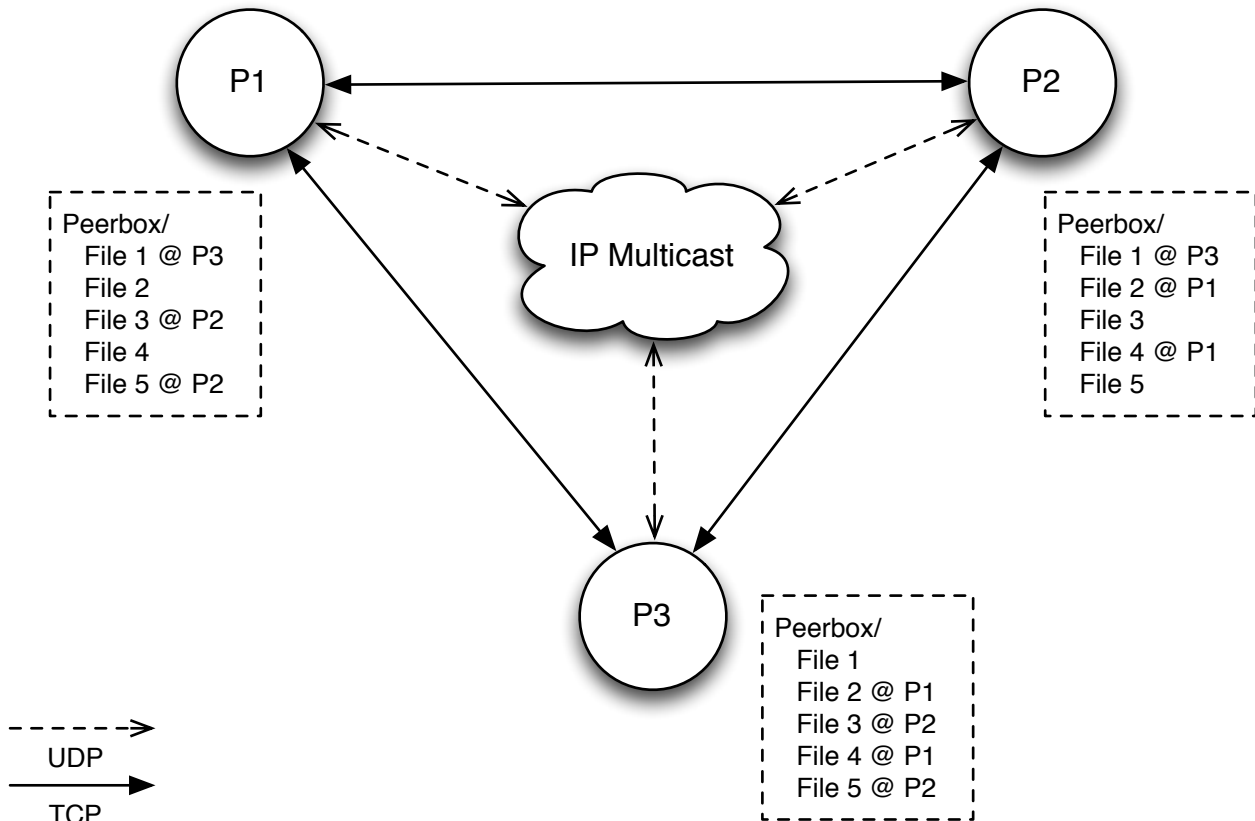 P1
P2
IP Multicast
Peerbox/
File 1 @ P3
File 2
File 3 @ P2
File 4
File 5 @ P2
Peerbox/
File 1 @ P3
File 2 @ P1
File 3
File 4 @ P1
File 5
P3
Peerbox/
File 1
File 2 @ P1
File 3 @ P2
File 4 @ P1
File 5 @ P2
UDP
TCP